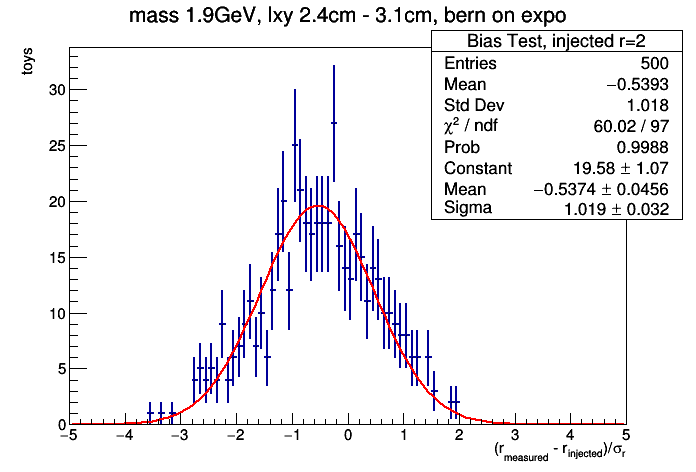 mass 1.9GeV, lxy 2.4cm - 3.1cm, bern on expo
toys
Bias Test, injected r=2
Entries 500
Mean −0.5393
Std Dev 1.018
χ² / ndf 60.02 / 97
Prob 0.9988
Constant 19.58 ± 1.07
Mean −0.5374 ± 0.0456
Sigma 1.019 ± 0.032
30
25
20
15
10
5
0
−5 −4 −3 −2 −1 0 1 2 3 4 5
(r_measured - r_injected)/σ_r